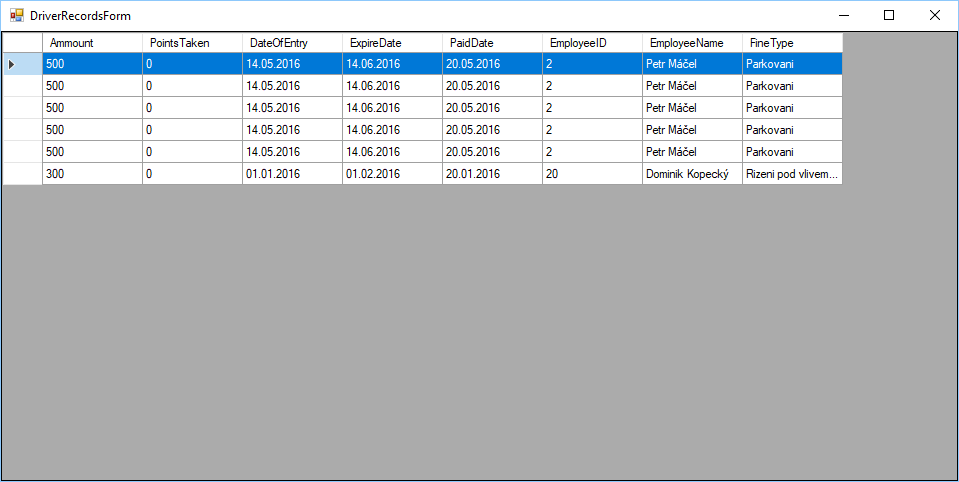 DriverRecordsForm
Ammount PointsTaken DateOfEntry ExpireDate PaidDate EmployeeID EmployeeName FineType
500 0 14.05.2016 14.06.2016 20.05.2016 2 Petr Máčel Parkovani
500 0 14.05.2016 14.06.2016 20.05.2016 2 Petr Máčel Parkovani
500 0 14.05.2016 14.06.2016 20.05.2016 2 Petr Máčel Parkovani
500 0 14.05.2016 14.06.2016 20.05.2016 2 Petr Máčel Parkovani
500 0 14.05.2016 14.06.2016 20.05.2016 2 Petr Máčel Parkovani
300 0 01.01.2016 01.02.2016 20.01.2016 20 Dominik Kopecký Rizeni pod vlivem...